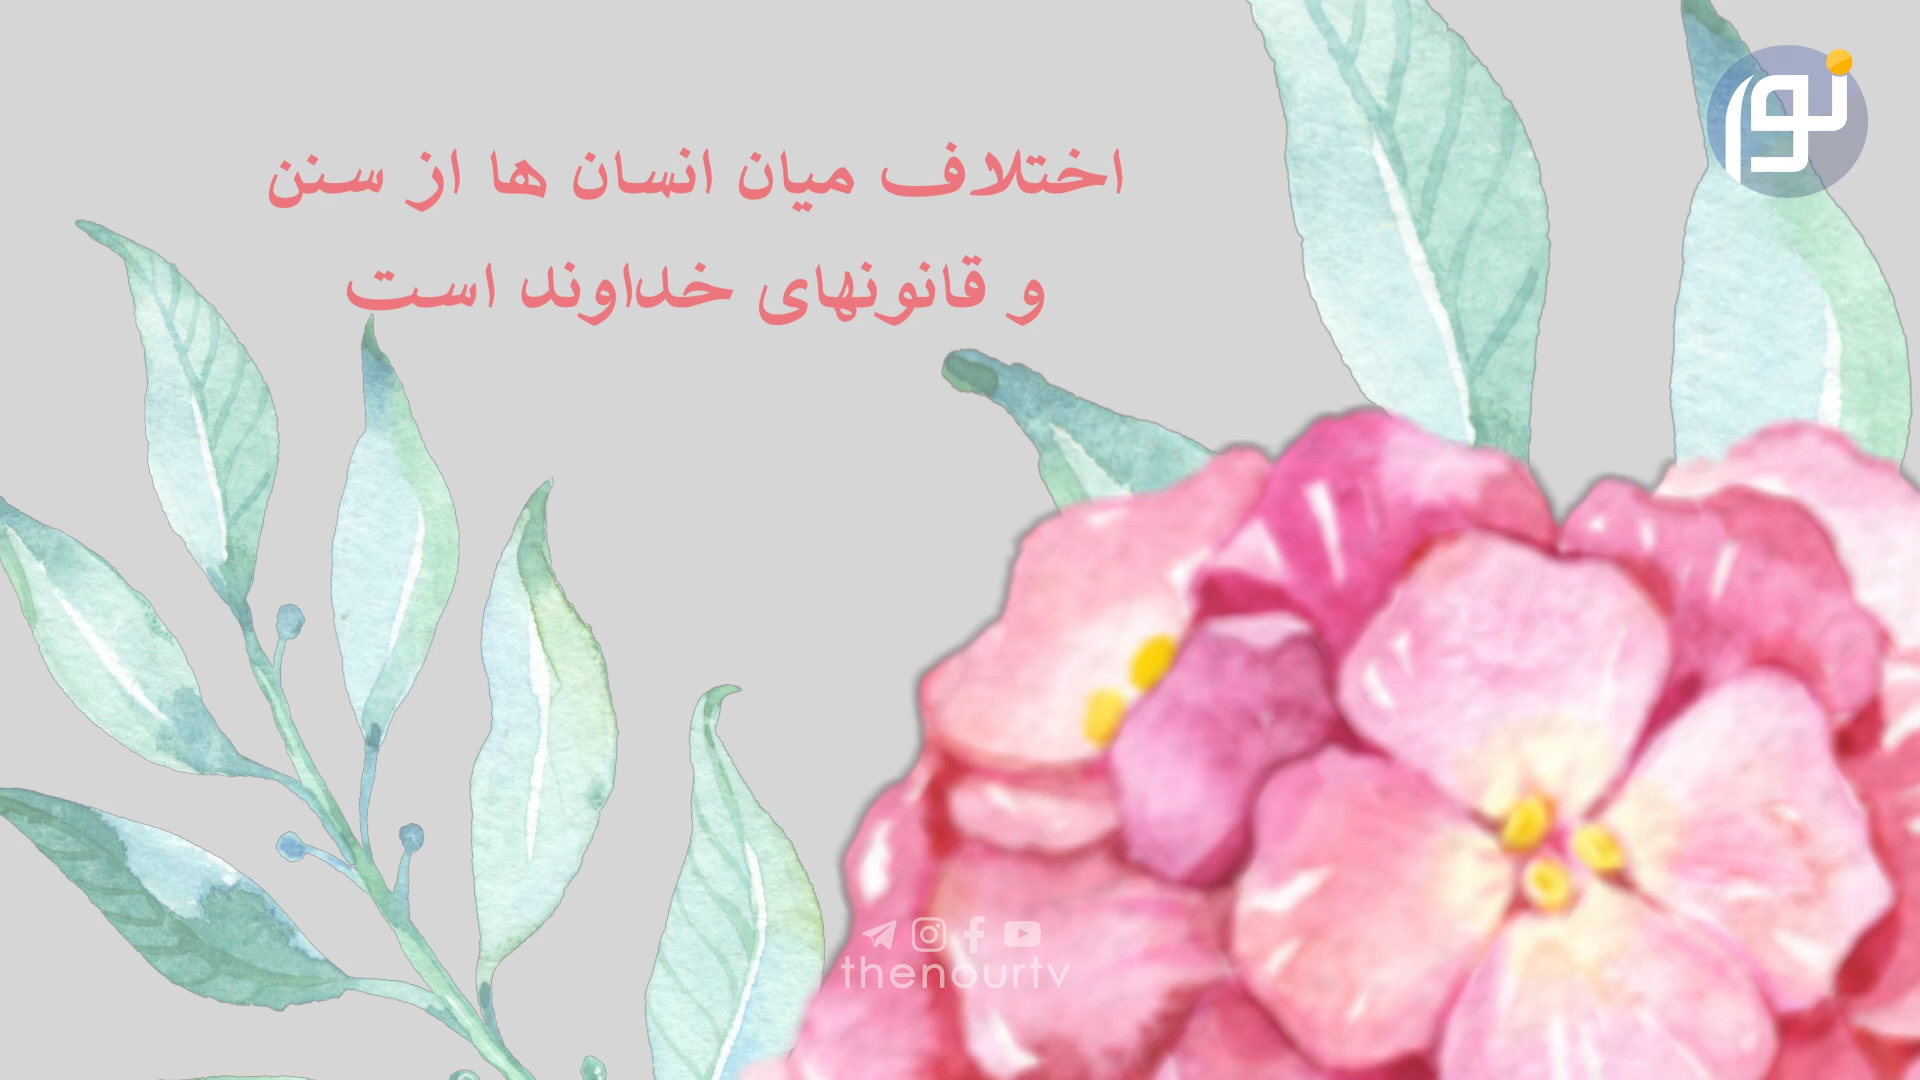 نور
اختلاف میان انسان ها از سنن
و قانونهای خداوند است
thenourtv